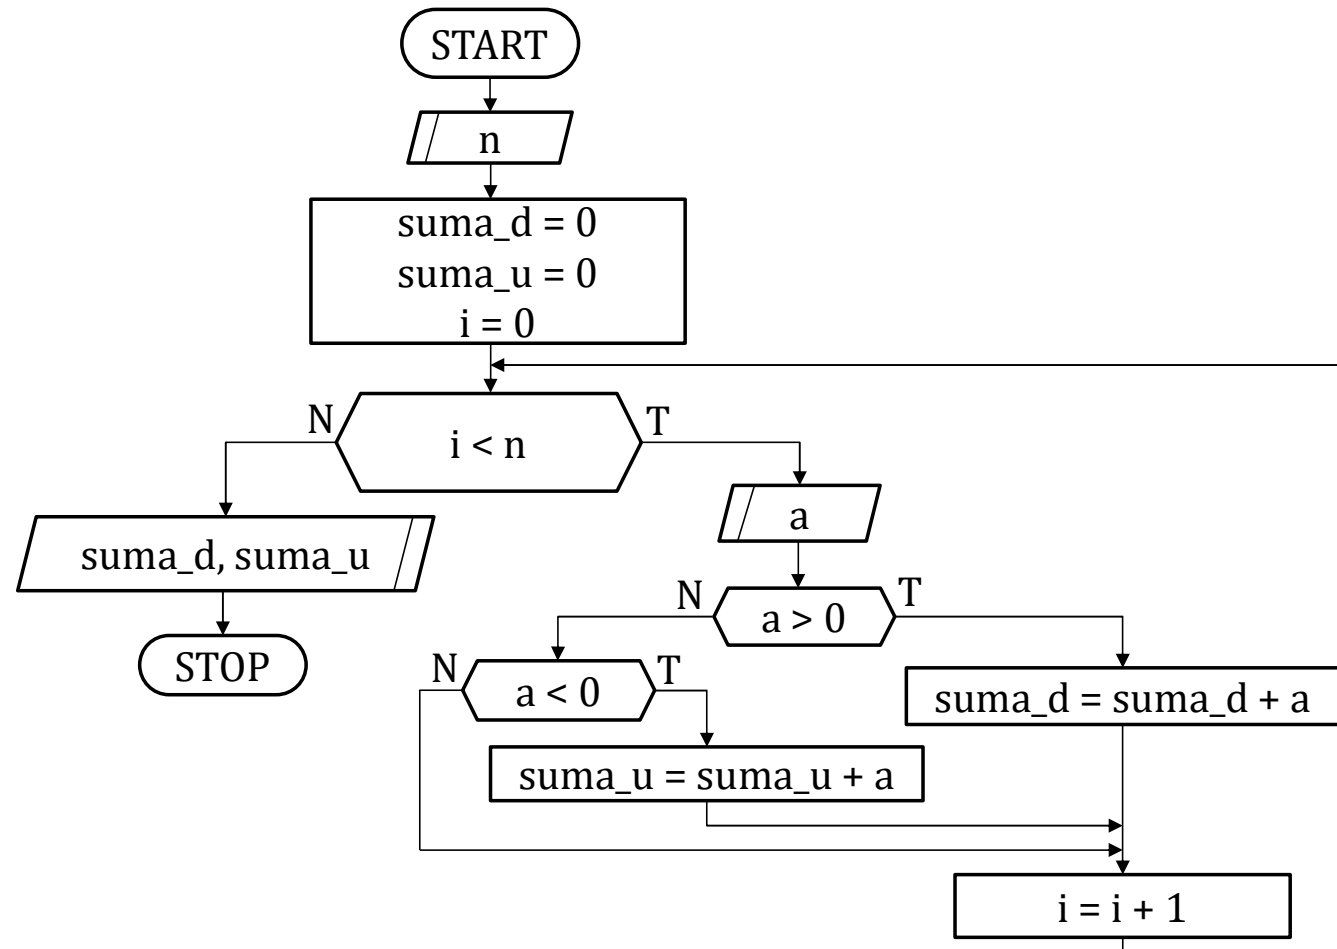 START
n
suma_d = 0
suma_u = 0
i = 0
N
i < n
T
a
suma_d, suma_u
N
a > 0
T
STOP
N
a < 0
T
suma_d = suma_d + a
suma_u = suma_u + a
i = i + 1